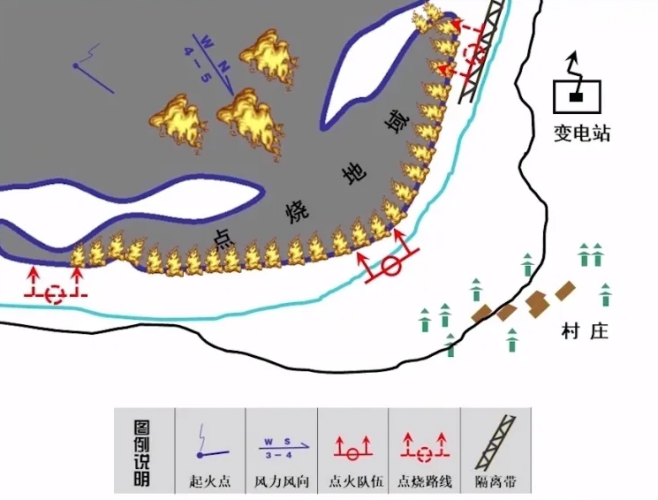 W N
4-5
变电站
点烧地域
村庄
图例说明
W S
3-4
起火点
风力风向
点火队伍
点烧路线
隔离带